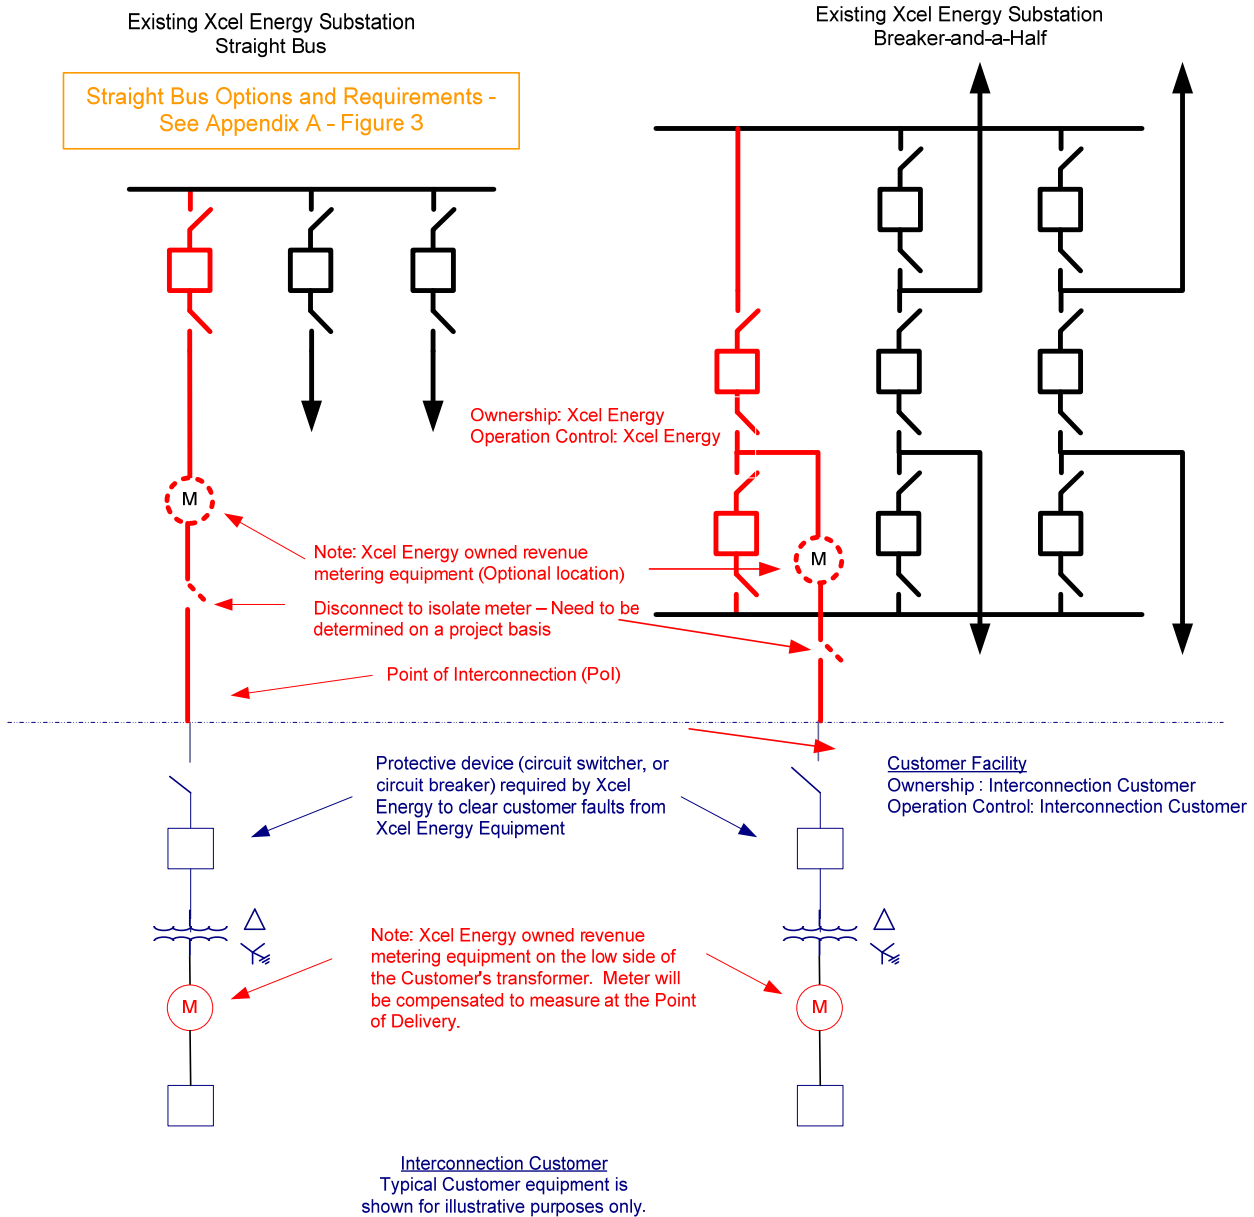 Existing Xcel Energy Substation
Straight Bus
Existing Xcel Energy Substation
Breaker-and-a-Half
Straight Bus Options and Requirements -
See Appendix A - Figure 3
Ownership: Xcel Energy
Operation Control: Xcel Energy
M
Note: Xcel Energy owned revenue
metering equipment (Optional location)
M
Disconnect to isolate meter – Need to be
determined on a project basis
Point of Interconnection (PoI)
Protective device (circuit switcher, or
circuit breaker) required by Xcel
Energy to clear customer faults from
Xcel Energy Equipment
Customer Facility
Ownership : Interconnection Customer
Operation Control: Interconnection Customer
Note: Xcel Energy owned revenue
metering equipment on the low side of
the Customer's transformer.  Meter will
be compensated to measure at the Point
of Delivery.
M
M
Interconnection Customer
Typical Customer equipment is
shown for illustrative purposes only.